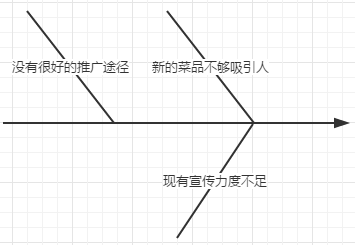 没有很好的推广途径
新的菜品不够吸引人
现有宣传力度不足